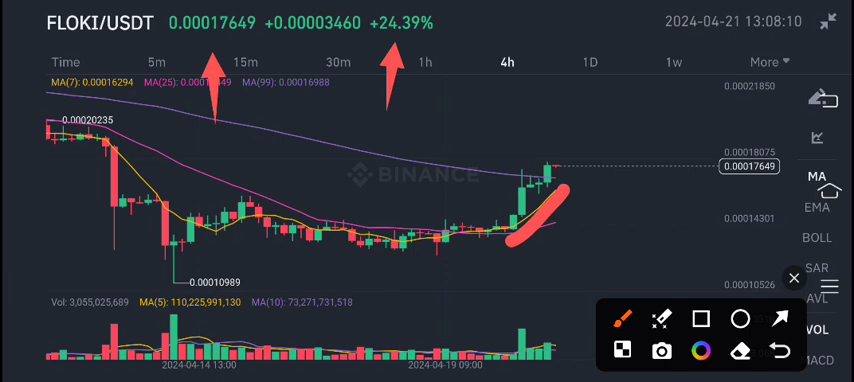 FLOKI/USDT 0.00017649 +0.00003460 +24.39% 2024-04-21 13:08:10
Time 5m 15m 30m 1h 4h 1D 1w More
MA(7): 0.00016294 MA(25): MA(99): 0.00016988
0.00021850
0.00020235
0.00018075
0.00017649
BINANCE
MA
EMA
0.00014301
BOLL
SAR
0.00010989
0.00010526
AVL
Vol: 3,055,025,689 MA(5): 110,225,991,130 MA(10): 73,271,731,518
VOL
MACD
2024-04-14 13:00 2024-04-19 09:00